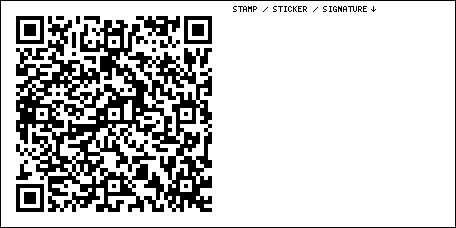 STAMP / STICKER / SIGNATURE ↓